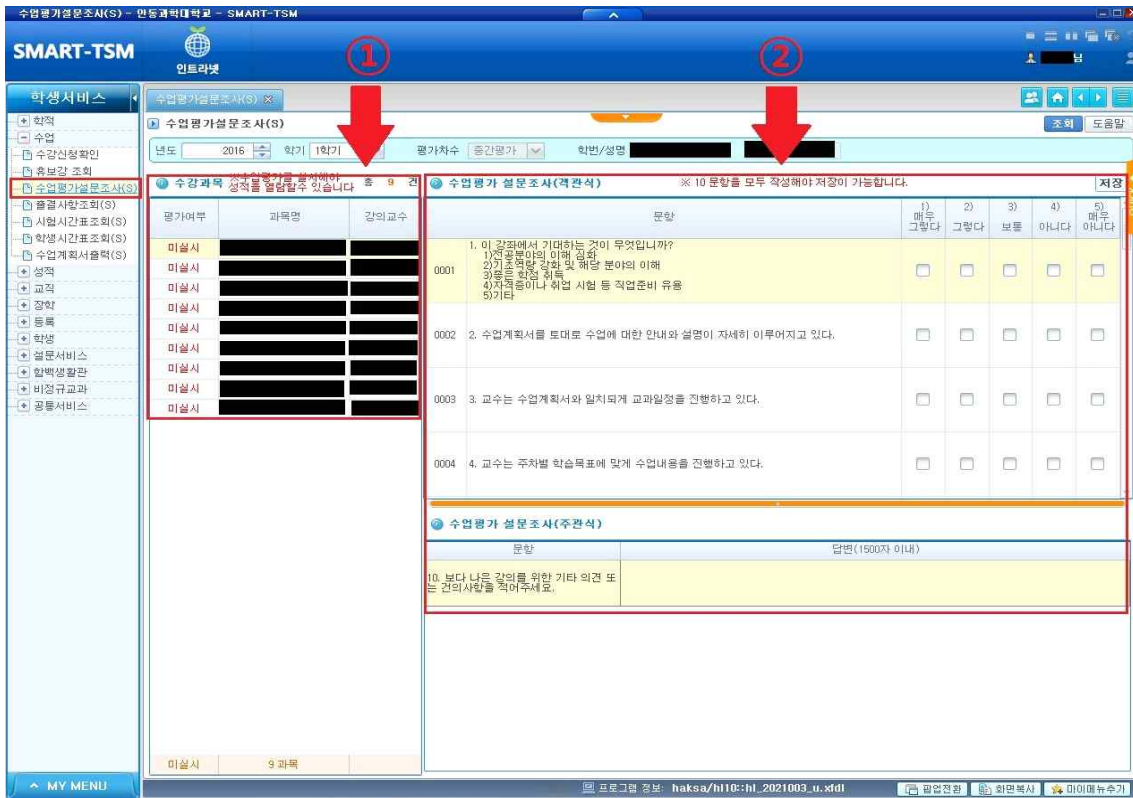 수업평가설문조사(S) - 안동과학대학교 - SMART-TSM
SMART-TSM
인트라넷
①
②
님
학생서비스
수업평가설문조사(S)
학적
수업
수강신청확인
휴보강 조회
수업평가설문조사(S)
출결사항조회(S)
시험시간표조회(S)
학생시간표조회(S)
수업계획서출력(S)
성적
교직
장학
등록
학생
설문서비스
함백생활관
비정규교과
공통서비스
MY MENU
수업평가설문조사(S)
조회 도움말
년도 2016 학기 1학기 평가차수 중간평가 학번/성명
수강과목 ※수업평가를 실시해야 성적을 열람할수 있습니다 총 9 건
평가여부 과목명 강의교수
미실시
미실시
미실시
미실시
미실시
미실시
미실시
미실시
미실시
미실시 9 과목
수업평가 설문조사(객관식) ※ 10 문항을 모두 작성해야 저장이 가능합니다. 저장
문항 1) 매우 그렇다 2) 그렇다 3) 보통 4) 아니다 5) 매우 아니다
0001 1. 이 강좌에서 기대하는 것이 무엇입니까?
1)전공분야의 이해 심화
2)기초역량 강화 및 해당 분야의 이해
3)좋은 학점 취득
4)자격증이나 취업 시험 등 직업준비 유용
5)기타
0002 2. 수업계획서를 토대로 수업에 대한 안내와 설명이 자세히 이루어지고 있다.
0003 3. 교수는 수업계획서와 일치되게 교과일정을 진행하고 있다.
0004 4. 교수는 주차별 학습목표에 맞게 수업내용을 진행하고 있다.
수업평가 설문조사(주관식)
문항 답변(1500자 이내)
10. 보다 나은 강의를 위한 기타 의견 또
는 건의사항을 적어주세요.
프로그램 정보: haksa/hl10::hl_2021003_u.xfdl 팝업전환 화면복사 마이메뉴추가